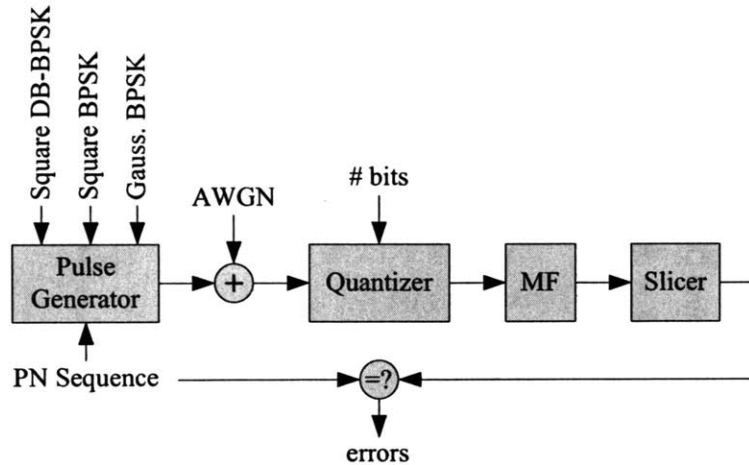 Square DB-BPSK
Square BPSK
Gauss. BPSK
AWGN
# bits
Pulse
Generator
+
Quantizer
MF
Slicer
PN Sequence
=?
errors